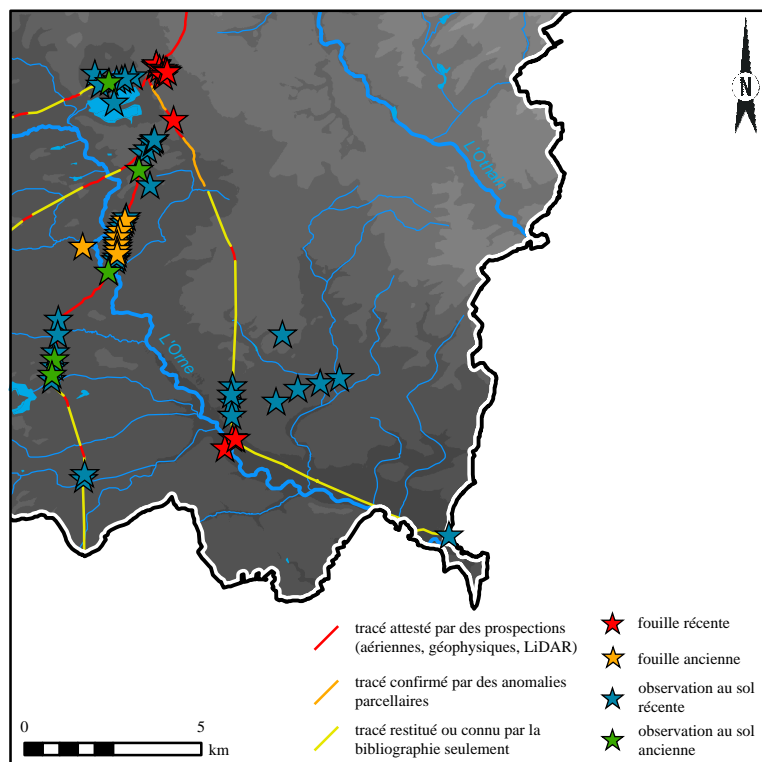 N
L'Othain
L'Orne
tracé attesté par des prospections
(aériennes, géophysiques, LiDAR)
tracé confirmé par des anomalies
parcellaires
tracé restitué ou connu par la
bibliographie seulement
fouille récente
fouille ancienne
observation au sol
récente
observation au sol
ancienne
0 5
km